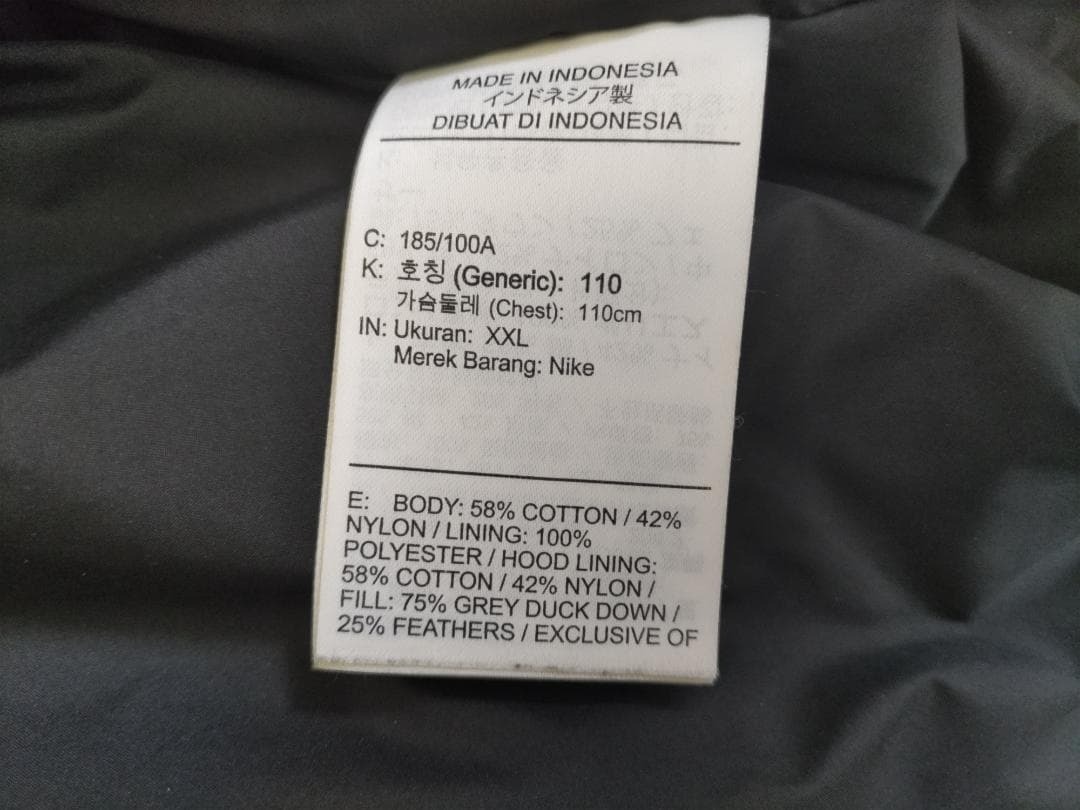 MADE IN INDONESIA
インドネシア製
DIBUAT DI INDONESIA
C: 185/100A
K: 호칭 (Generic): 110
가슴둘레 (Chest): 110cm
IN: Ukuran: XXL
Merek Barang: Nike
E: BODY: 58% COTTON / 42%
NYLON / LINING: 100%
POLYESTER / HOOD LINING:
58% COTTON / 42% NYLON /
FILL: 75% GREY DUCK DOWN /
25% FEATHERS / EXCLUSIVE OF